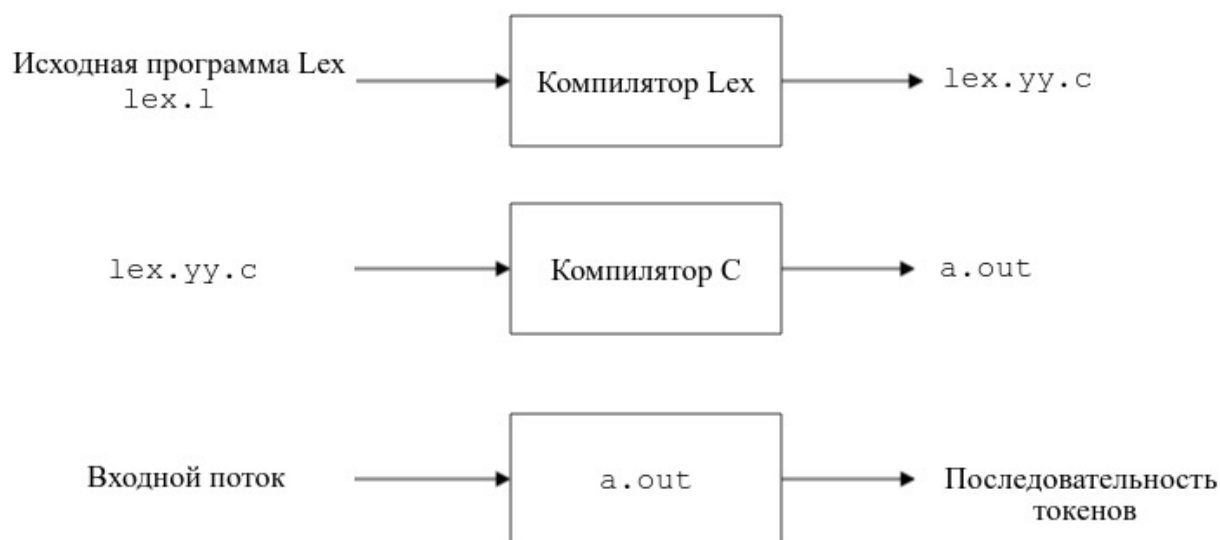 Исходная программа Lex
lex.l
Компилятор Lex
lex.yy.c
lex.yy.c
Компилятор C
a.out
Входной поток
a.out
Последовательность
токенов